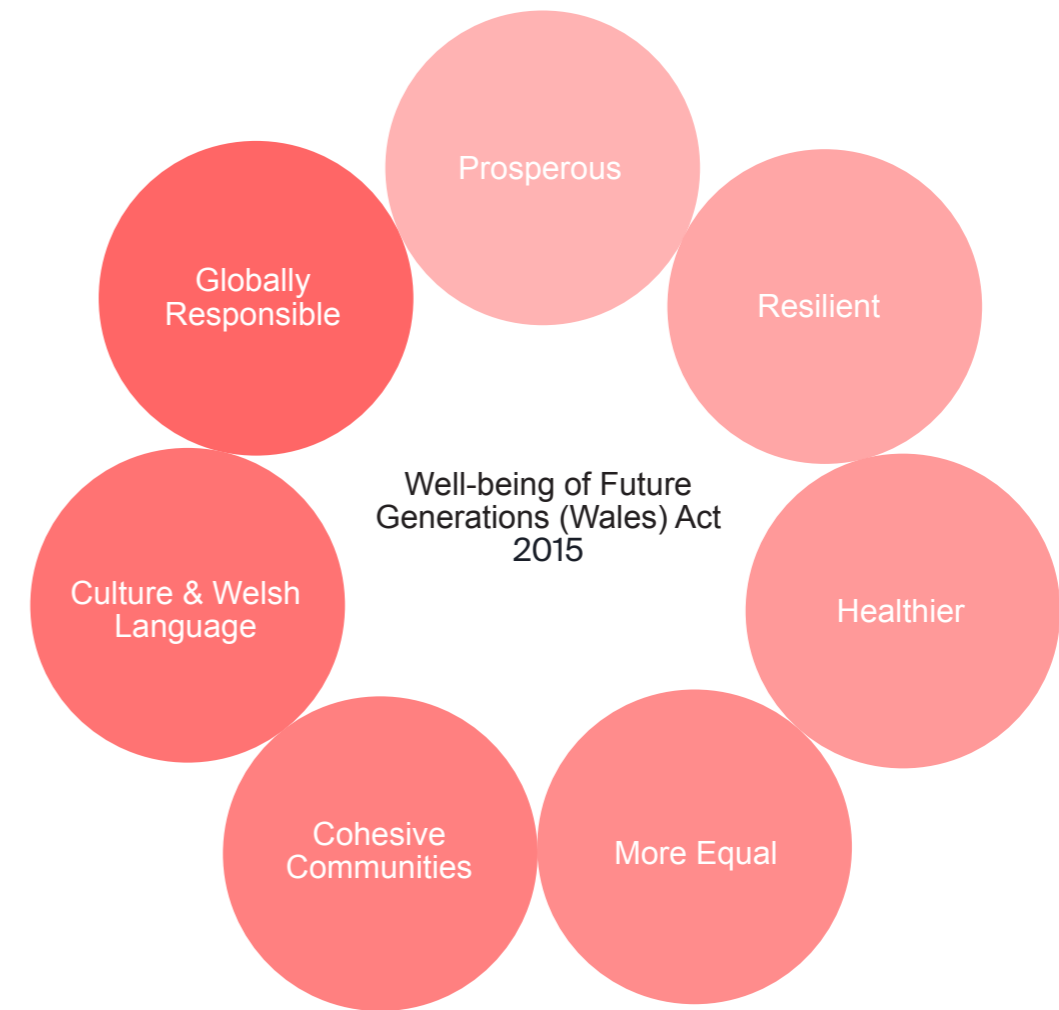 Prosperous
Resilient
Healthier
More Equal
Cohesive
Communities
Culture & Welsh
Language
Globally
Responsible
Well-being of Future
Generations (Wales) Act
2015